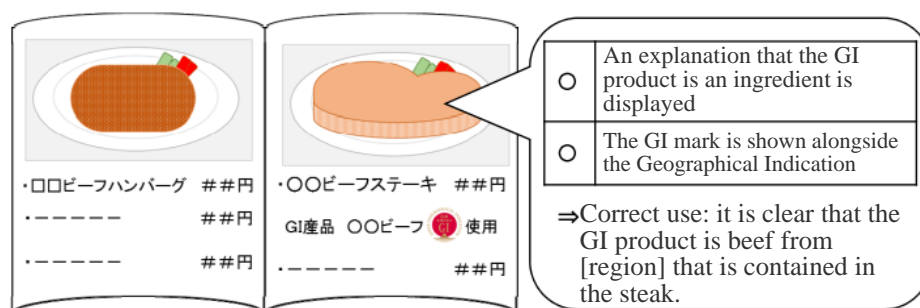 ・□□ビーフハンバーグ ##円
・ーーーーー ##円
・ーーーーー ##円
・〇〇ビーフステーキ ##円
GI産品 〇〇ビーフ GI 使用
・ーーーーー ##円
○ An explanation that the GI
product is an ingredient is
displayed
○ The GI mark is shown alongside
the Geographical Indication
⇒Correct use: it is clear that the
GI product is beef from
[region] that is contained in
the steak.